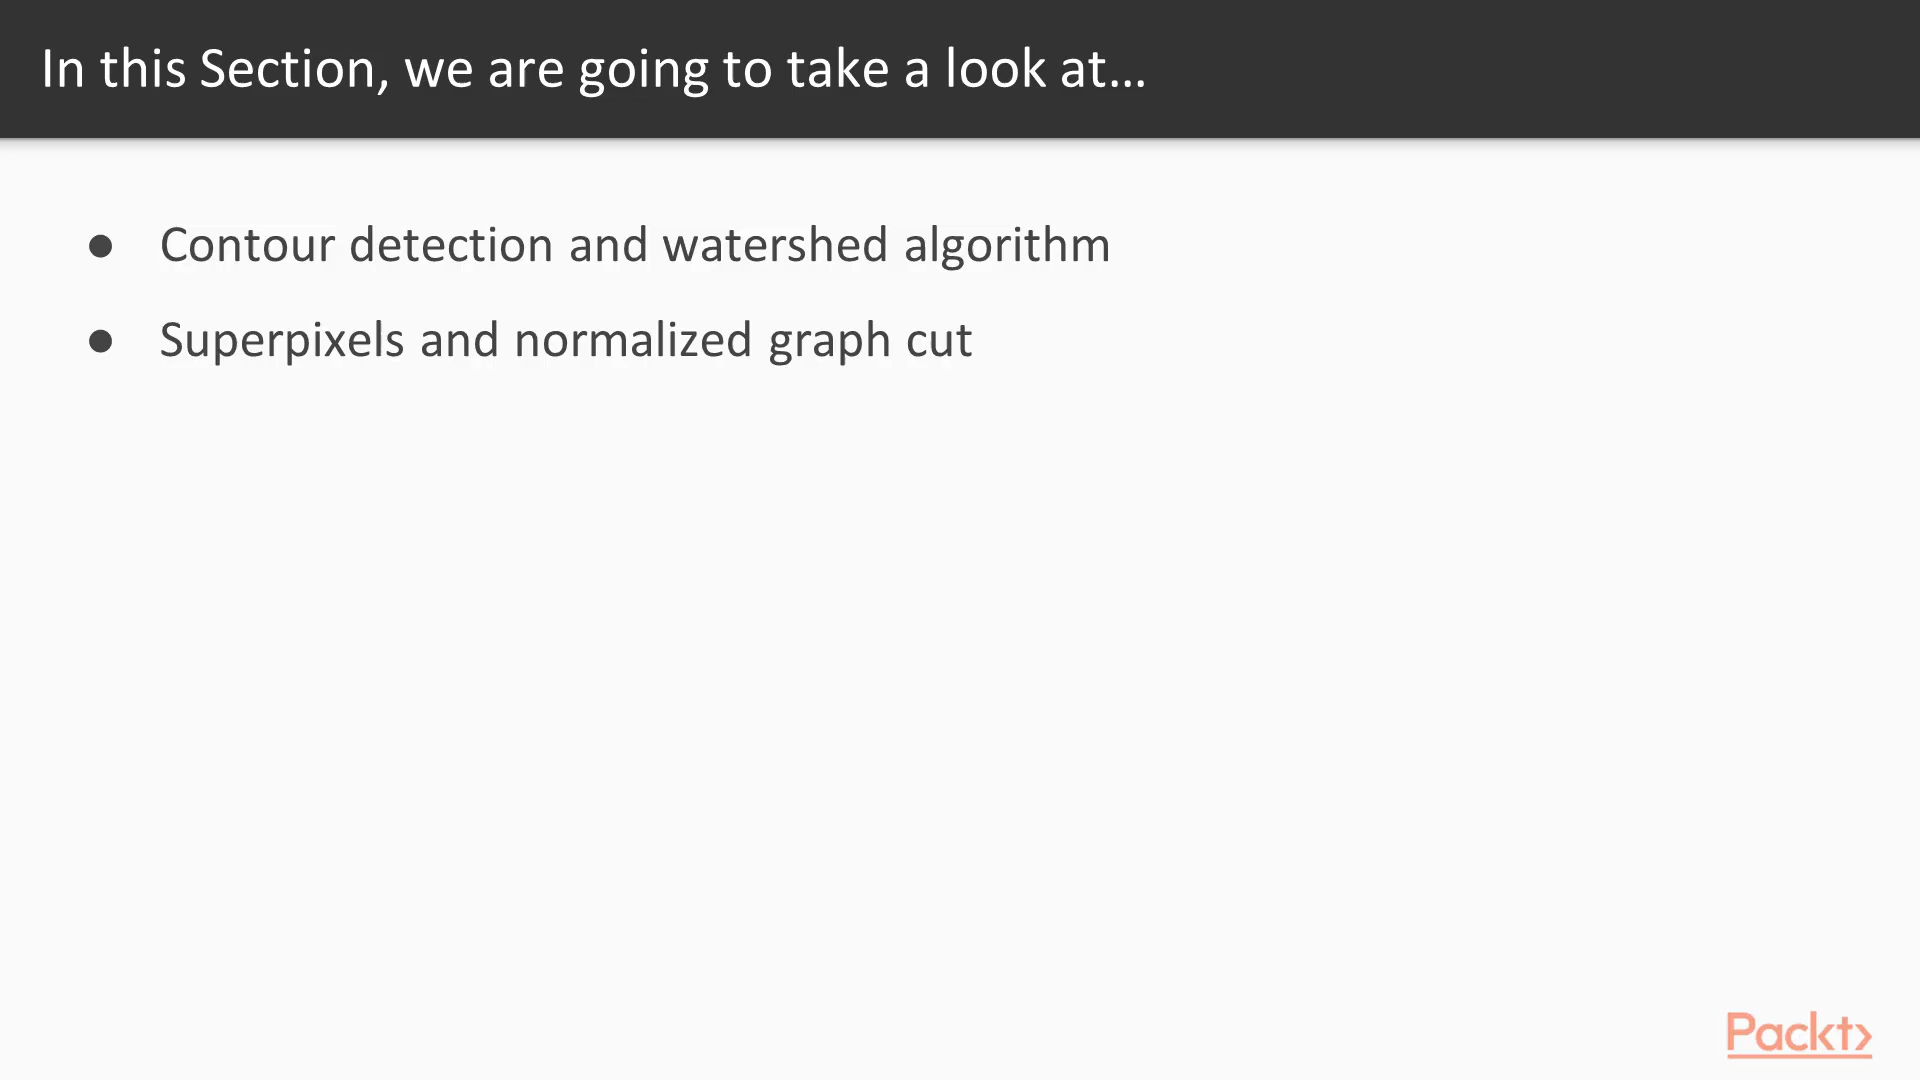 In this Section, we are going to take a look at...
● Contour detection and watershed algorithm
● Superpixels and normalized graph cut
Packt>